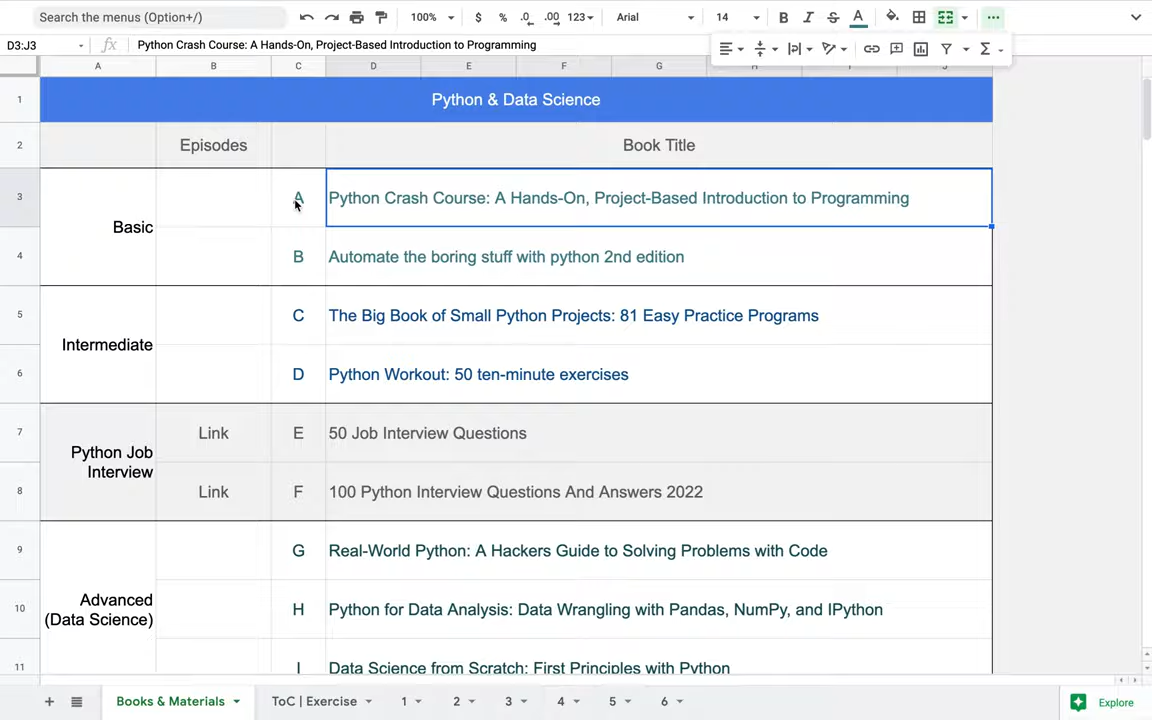 Search the menus (Option+/)
100%
$ % .0 .00 123
Arial
14
B I S A
D3:J3
fx
Python Crash Course: A Hands-On, Project-Based Introduction to Programming
A B C D E F G H I J
1 Python & Data Science
2 Episodes Book Title
3 A Python Crash Course: A Hands-On, Project-Based Introduction to Programming
Basic
4 B Automate the boring stuff with python 2nd edition
5 C The Big Book of Small Python Projects: 81 Easy Practice Programs
Intermediate
6 D Python Workout: 50 ten-minute exercises
7 Link E 50 Job Interview Questions
Python Job
Interview
8 Link F 100 Python Interview Questions And Answers 2022
9 G Real-World Python: A Hackers Guide to Solving Problems with Code
Advanced
(Data Science)
10 H Python for Data Analysis: Data Wrangling with Pandas, NumPy, and IPython
11 I Data Science from Scratch: First Principles with Python
Books & Materials
ToC | Exercise
1
2
3
4
5
6
Explore